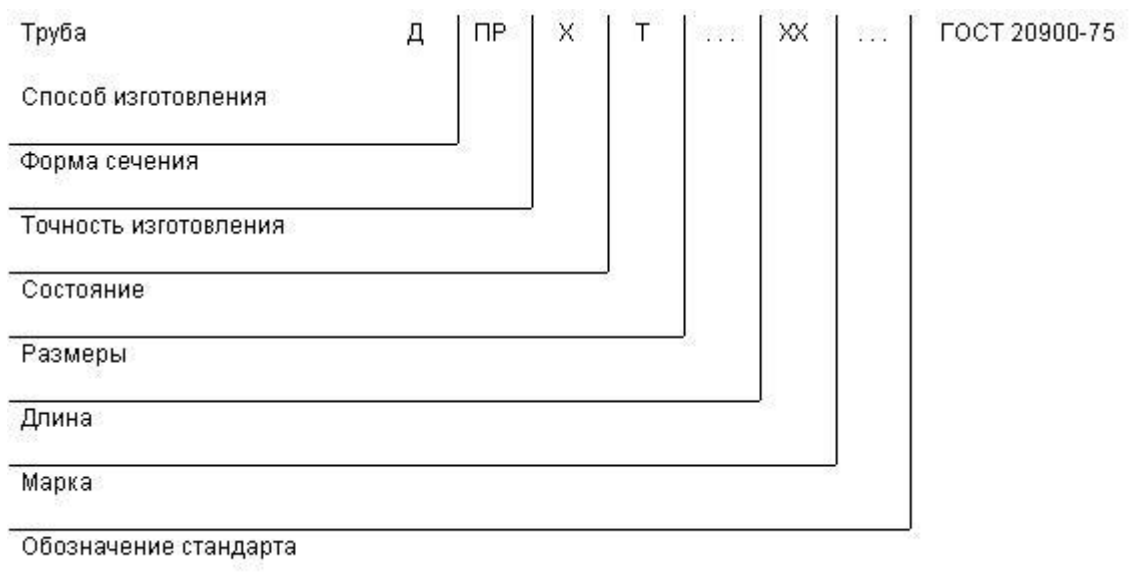 Труба Д ПР Х Т ... ХХ ... ГОСТ 20900-75
Способ изготовления
Форма сечения
Точность изготовления
Состояние
Размеры
Длина
Марка
Обозначение стандарта